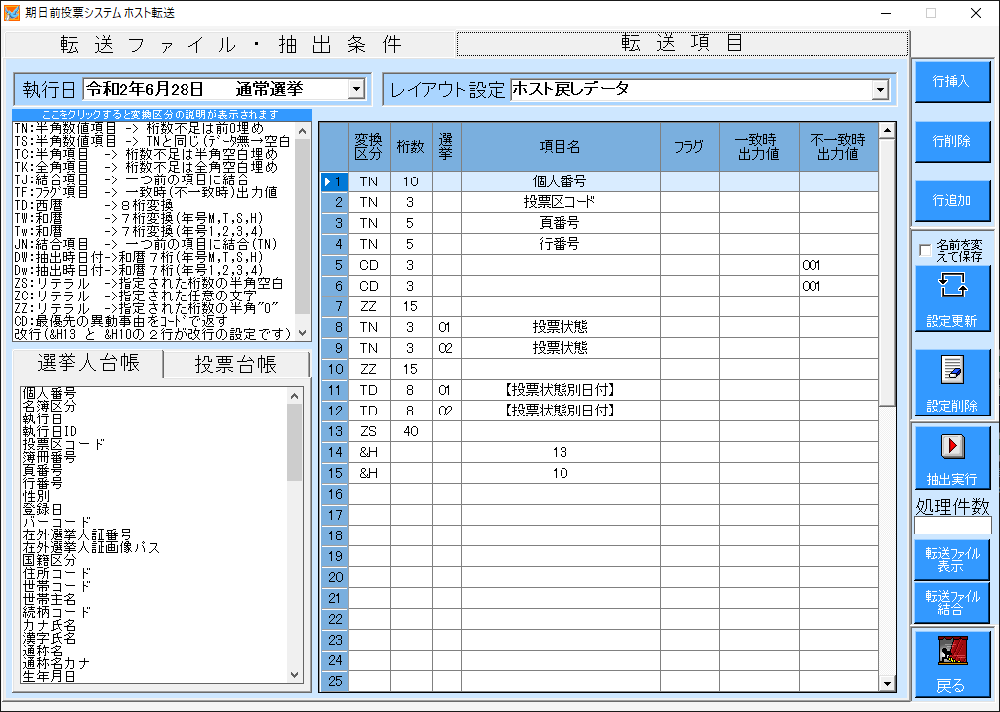 期日前投票システム ホスト転送
転送ファイル・抽出条件
転送項目
執行日 令和2年6月28日 通常選挙
レイアウト設定 ホスト戻しデータ
ここをクリックすると変換区分の説明が表示されます
TN:半角数値項目 -> 桁数不足は前0埋め
TS:半角数値項目 -> TNと同じ(ﾃﾞｰﾀ無→空白
TC:半角項目 -> 桁数不足は半角空白埋め
TK:全角項目 -> 桁数不足は全角空白埋め
TJ:結合項目 -> 一つ前の項目に結合
TF:ﾌﾗｸﾞ項目 -> 一致時(不一致時)出力値
TD:西暦 ->８桁変換
TW:和暦 ->７桁変換(年号M,T,S,H)
Tw:和暦 ->７桁変換(年号1,2,3,4)
JN:結合項目 -> 一つ前の項目に結合(TN)
DW:抽出時日付->和暦７桁(年号M,T,S,H)
Dw:抽出時日付->和暦７桁(年号1,2,3,4)
ZS:リテラル ->指定された桁数の半角空白
ZC:リテラル ->指定された任意の文字
ZZ:リテラル ->指定された桁数の半角"0"
CD:最優先の異動事由をｺｰﾄﾞで返す
改行(&H13 と &H10の２行が改行の設定です)
選挙人台帳 投票台帳
個人番号
名簿区分
執行日
執行日ID
投票区コード
簿冊番号
頁番号
行番号
性別
登録日
バーコード
在外選挙人証番号
在外選挙人証画像パス
国籍区分
住所コード
世帯コード
世帯主名
続柄コード
カナ氏名
漢字氏名
通称名
通称名カナ
生年月日
変換区分 桁数 選挙 項目名 フラグ 一致時出力値 不一致時出力値
1 TN 10 個人番号
2 TN 3 投票区コード
3 TN 5 頁番号
4 TN 5 行番号
5 CD 3 001
6 CD 3 001
7 ZZ 15
8 TN 3 01 投票状態
9 TN 3 02 投票状態
10 ZZ 15
11 TD 8 01 【投票状態別日付】
12 TD 8 02 【投票状態別日付】
13 ZS 40
14 &H 13
15 &H 10
16
17
18
19
20
21
22
23
24
25
行挿入
行削除
行追加
名前を変
えて保存
設定更新
設定削除
抽出実行
処理件数
転送ﾌｧｲﾙ
表示
転送ﾌｧｲﾙ
結合
戻る